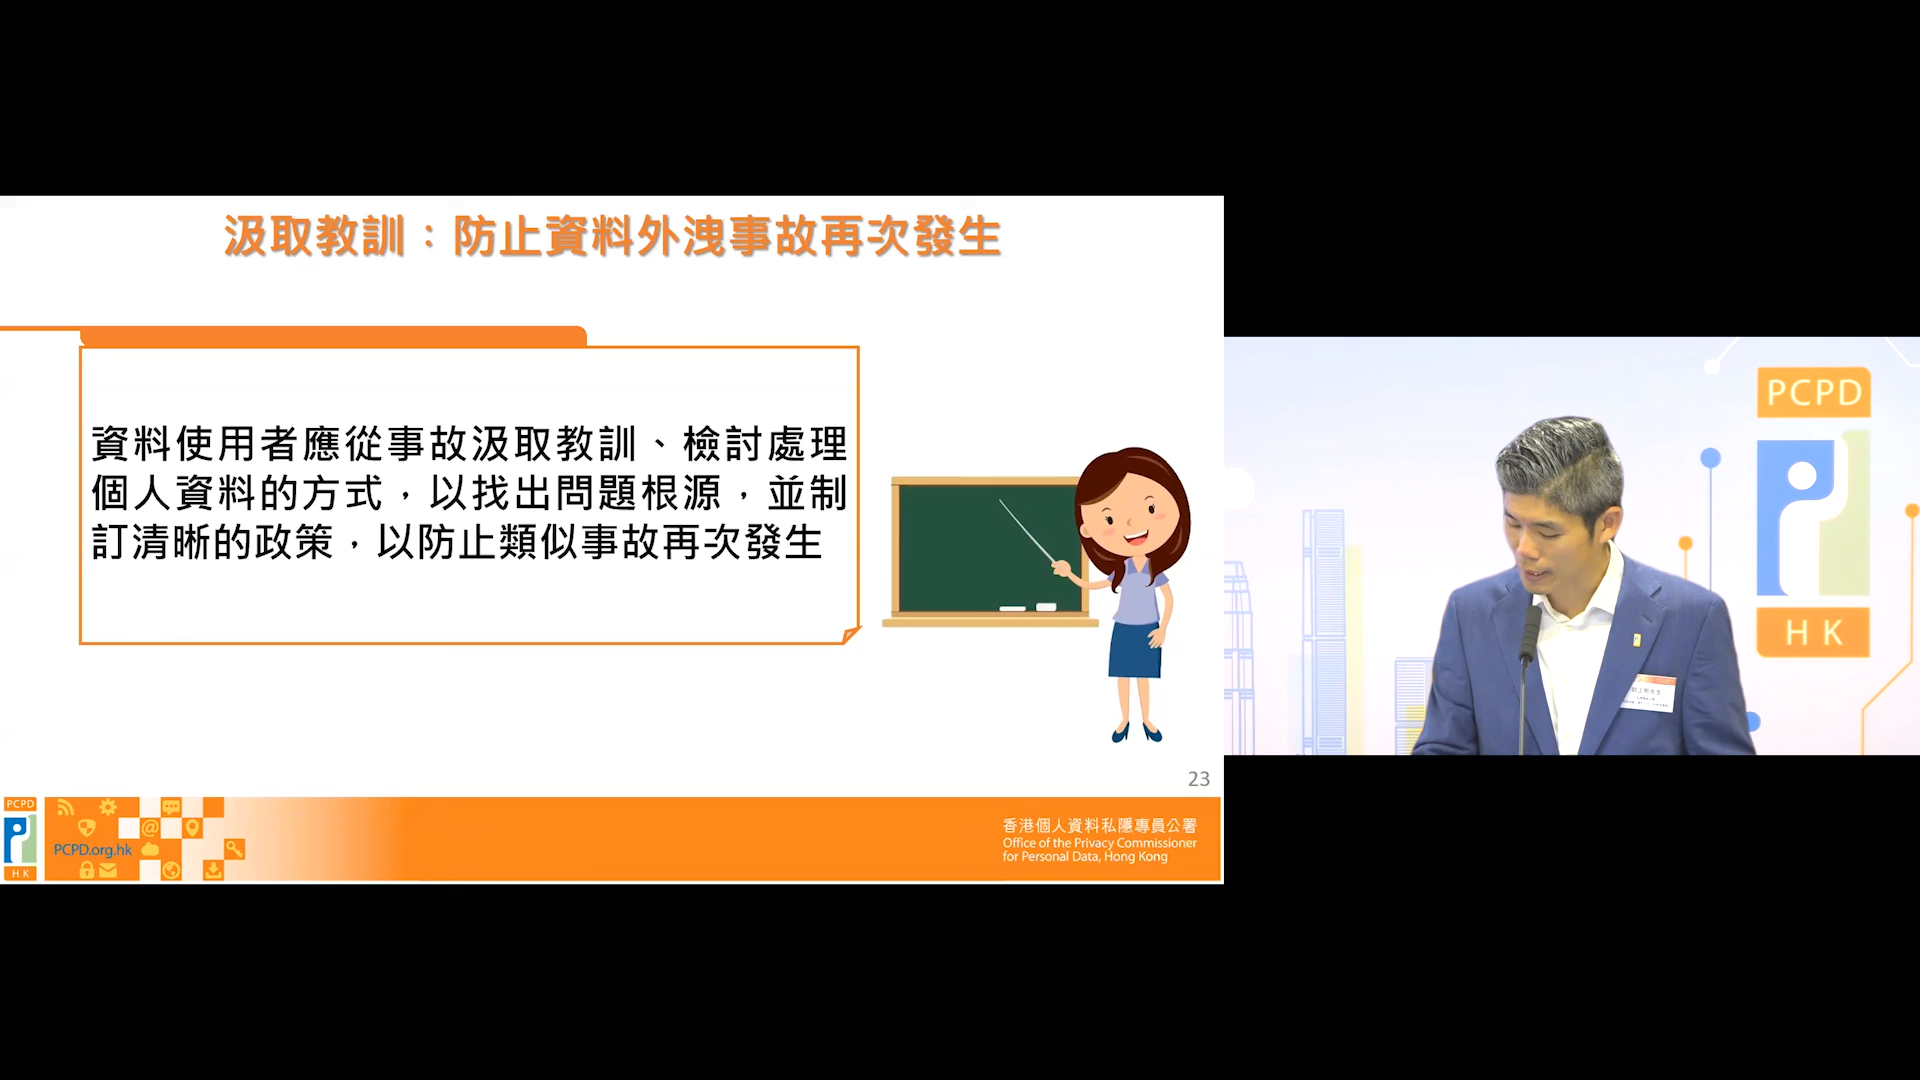 汲取教訓：防止資料外洩事故再次發生
資料使用者應從事故汲取教訓、檢討處理
個人資料的方式，以找出問題根源，並制
訂清晰的政策，以防止類似事故再次發生
23
PCPD
HK
PCPD.org.hk
香港個人資料私隱專員公署
Office of the Privacy Commissioner
for Personal Data, Hong Kong
PCPD
HK